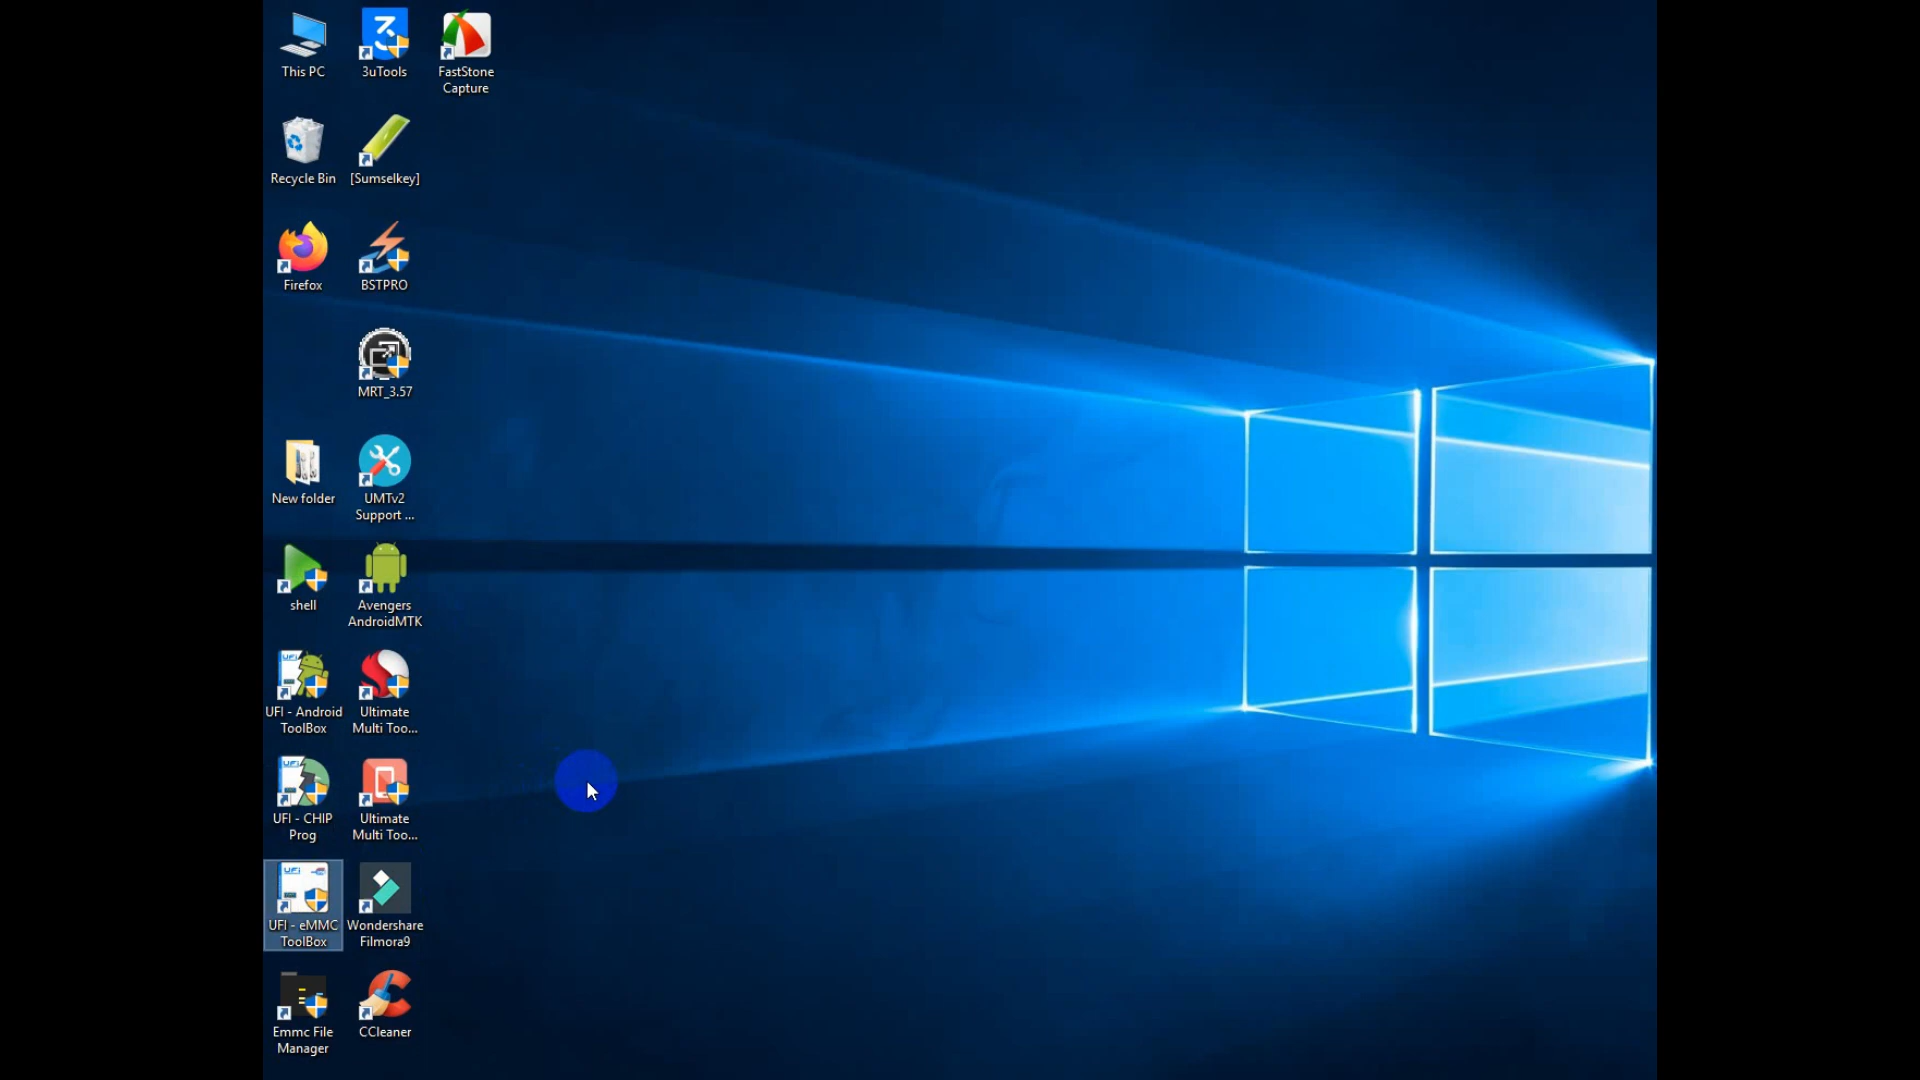 This PC
3uTools
FastStone
Capture
Recycle Bin
[Sumselkey]
Firefox
BSTPRO
MRT_3.57
New folder
UMTv2
Support ...
shell
Avengers
AndroidMTK
UFI - Android
ToolBox
Ultimate
Multi Too...
UFI - CHIP
Prog
Ultimate
Multi Too...
UFI - eMMC
ToolBox
Wondershare
Filmora9
Emmc File
Manager
CCleaner